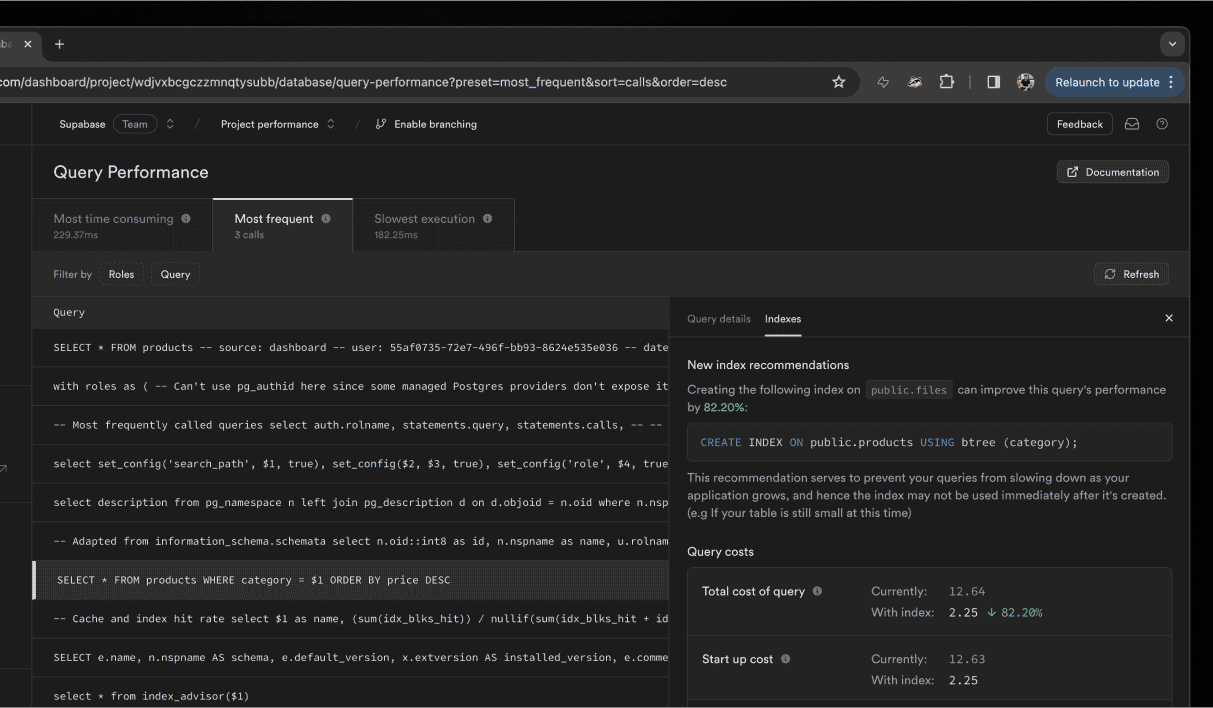 com/dashboard/project/wdjvxbcgczzmnqtysubb/database/query-performance?preset=most_frequent&sort=calls&order=desc
Relaunch to update
Supabase Team / Project performance / Enable branching
Feedback
Query Performance
Documentation
Most time consuming
229.37ms
Most frequent
3 calls
Slowest execution
182.25ms
Filter by Roles Query
Refresh
Query
SELECT * FROM products -- source: dashboard -- user: 55af0735-72e7-496f-bb93-8624e535e036 -- date
with roles as ( -- Can't use pg_authid here since some managed Postgres providers don't expose it
-- Most frequently called queries select auth.rolname, statements.query, statements.calls, -- --
select set_config('search_path', $1, true), set_config($2, $3, true), set_config('role', $4, true
select description from pg_namespace n left join pg_description d on d.objoid = n.oid where n.nsp
-- Adapted from information_schema.schemata select n.oid::int8 as id, n.nspname as name, u.rolnam
SELECT * FROM products WHERE category = $1 ORDER BY price DESC
-- Cache and index hit rate select $1 as name, (sum(idx_blks_hit)) / nullif(sum(idx_blks_hit + id
SELECT e.name, n.nspname AS schema, e.default_version, x.extversion AS installed_version, e.comme
select * from index_advisor($1)
Query details Indexes
New index recommendations
Creating the following index on public.files can improve this query's performance
by 82.20%:
CREATE INDEX ON public.products USING btree (category);
This recommendation serves to prevent your queries from slowing down as your
application grows, and hence the index may not be used immediately after it's created.
(e.g If your table is still small at this time)
Query costs
Total cost of query Currently: 12.64
With index: 2.25 ↓ 82.20%
Start up cost Currently: 12.63
With index: 2.25